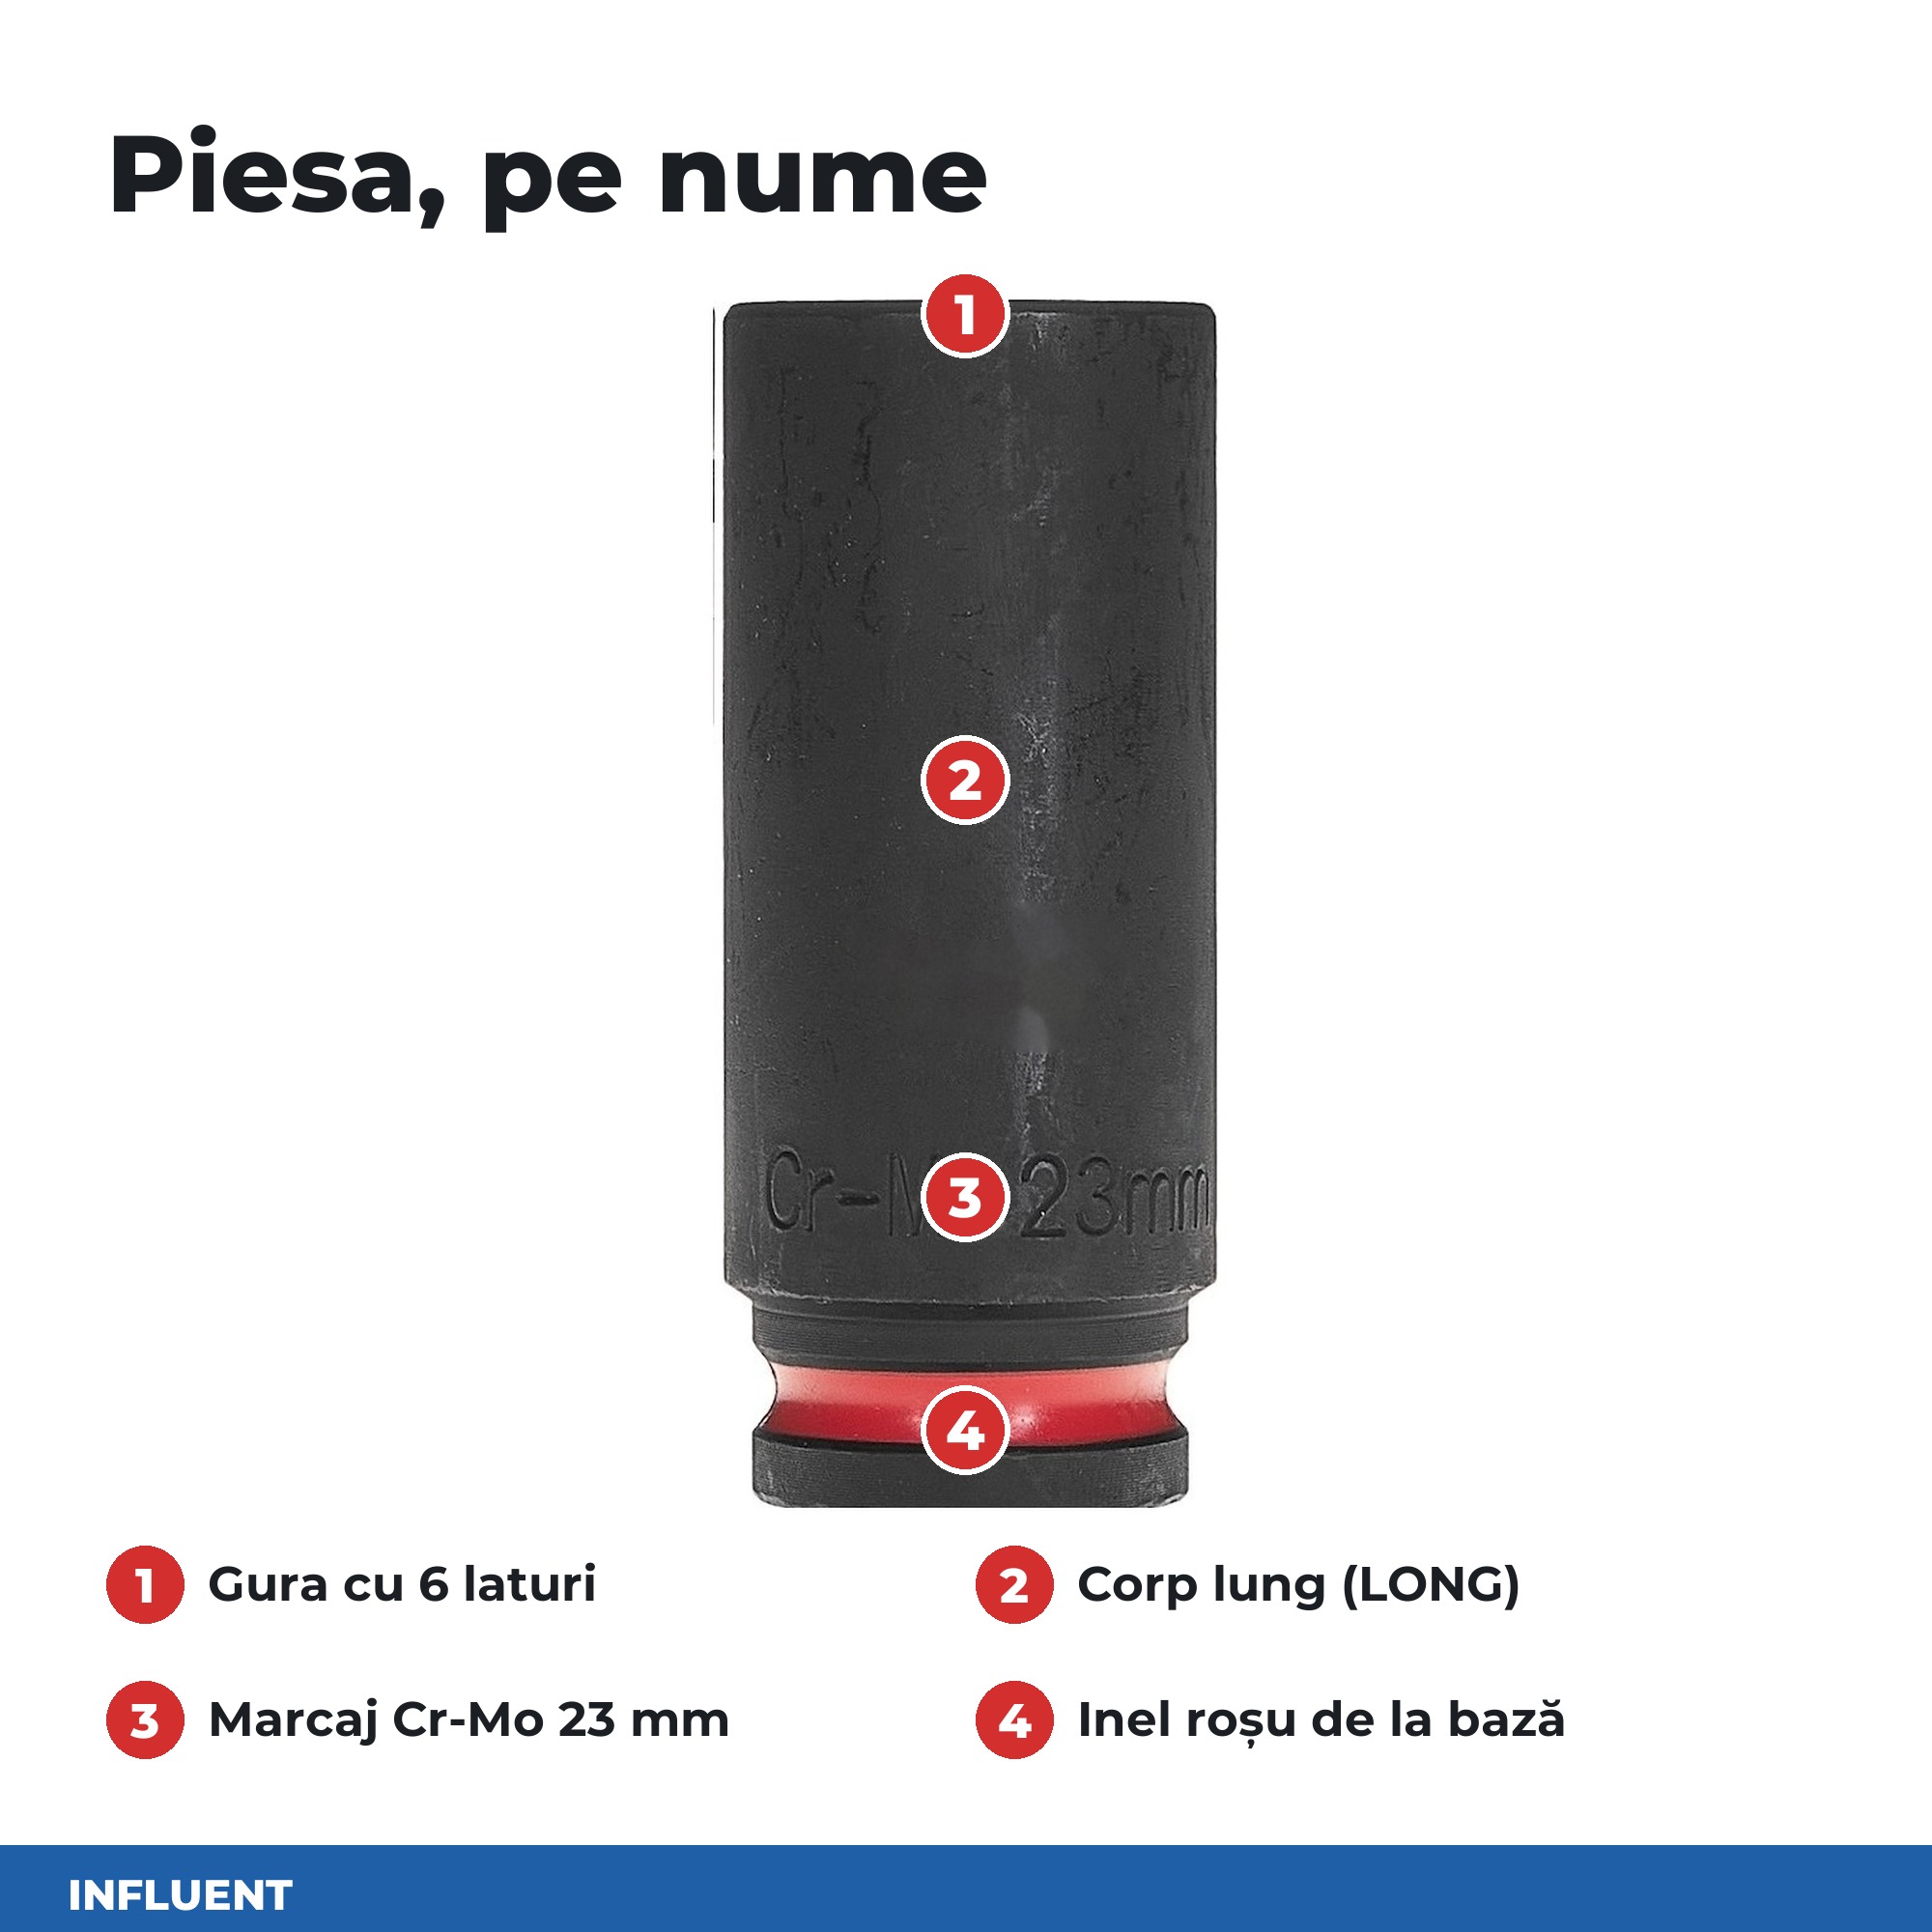 Piesa, pe nume
1
2
Cr-M 23mm
3
4
1 Gura cu 6 laturi
2 Corp lung (LONG)
3 Marcaj Cr-Mo 23 mm
4 Inel roșu de la bază
INFLUENT